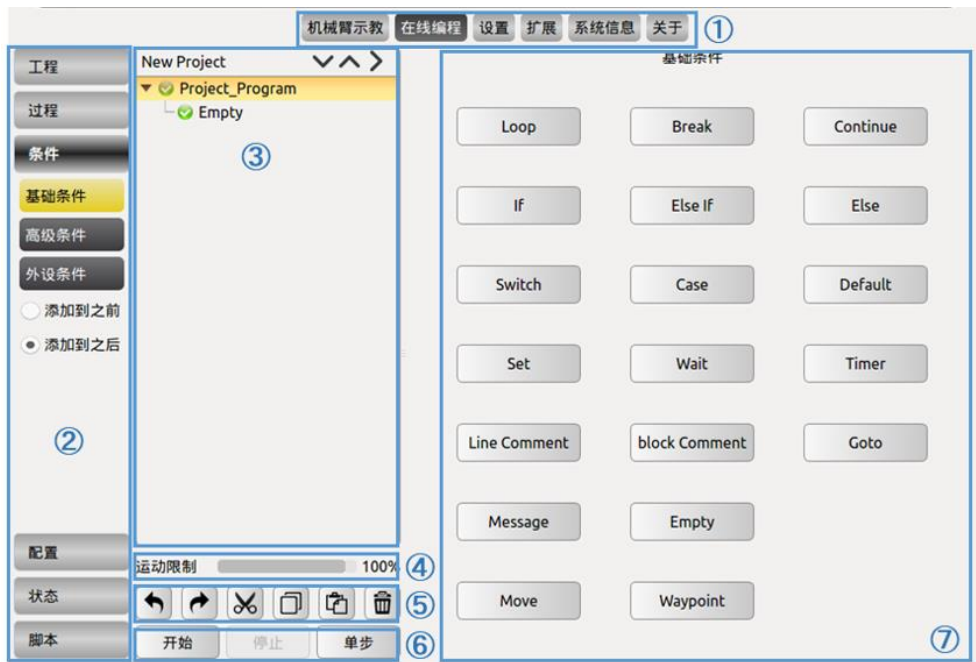 机械臂示教 在线编程 设置 扩展 系统信息 关于 ①
工程
过程
条件
基础条件
高级条件
外设条件
添加到之前
添加到之后
②
配置
状态
脚本
New Project
Project_Program
Empty
③
运动限制 100% ④
⑤
开始 停止 单步 ⑥
基础条件
Loop Break Continue
If Else If Else
Switch Case Default
Set Wait Timer
Line Comment block Comment Goto
Message Empty
Move Waypoint
⑦